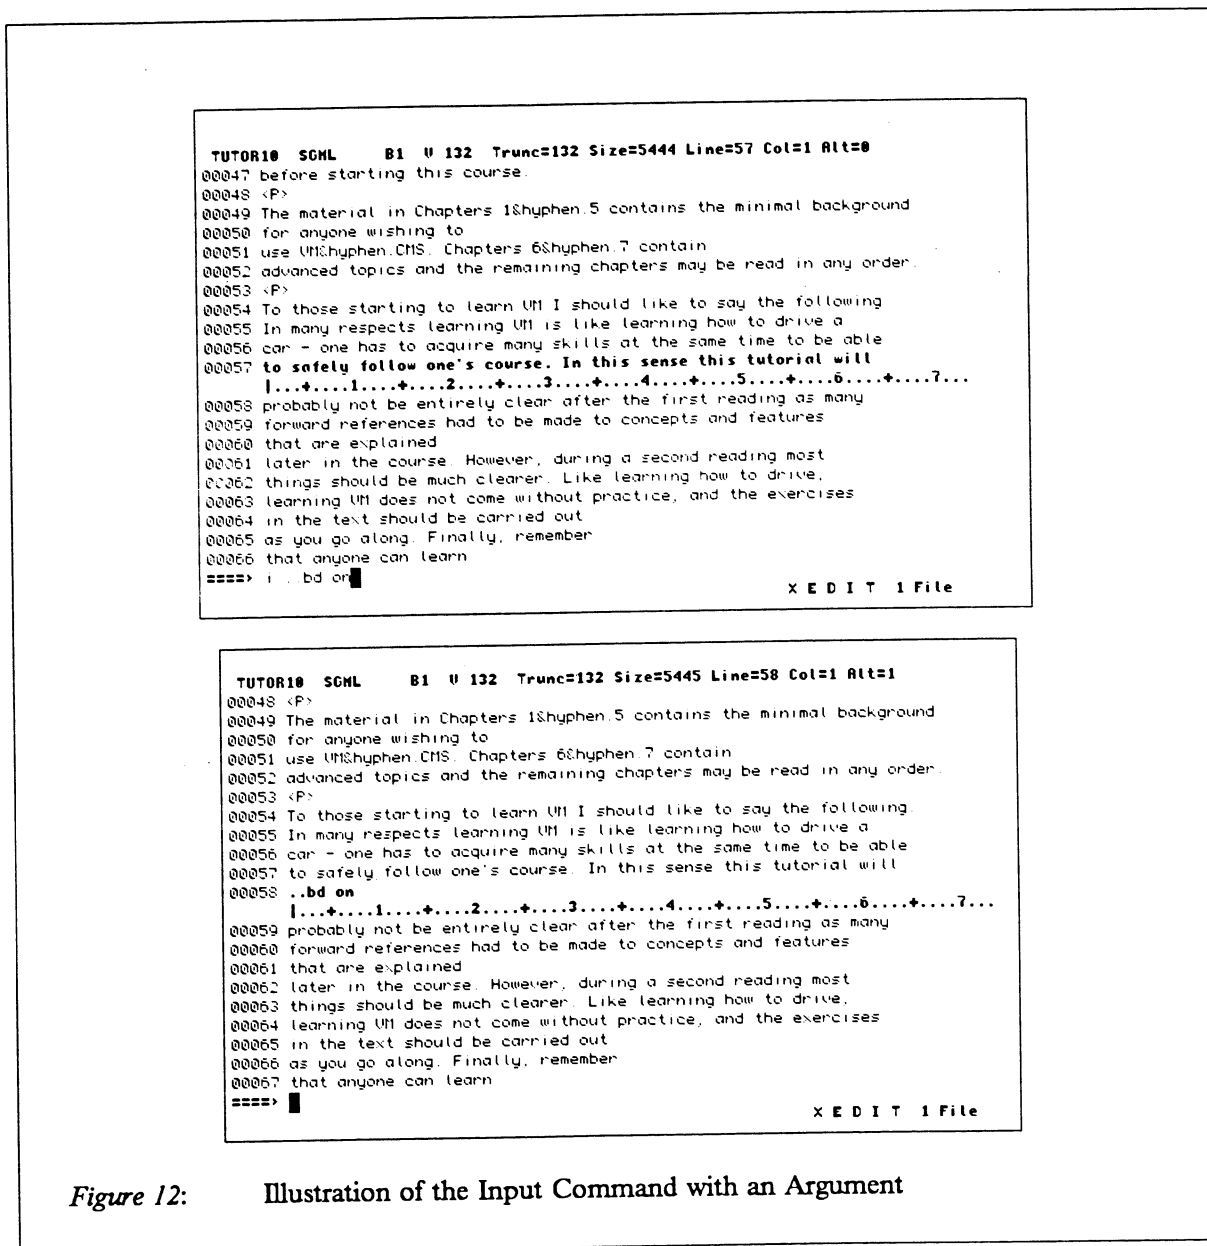 TUTOR10 SGML B1 V 132 Trunc=132 Size=5444 Line=57 Col=1 Alt=0
00047 before starting this course.
00048 <P>
00049 The material in Chapters 1&hyphen.5 contains the minimal background
00050 for anyone wishing to
00051 use VM&hyphen.CMS. Chapters 6&hyphen.7 contain
00052 advanced topics and the remaining chapters may be read in any order.
00053 <P>
00054 To those starting to learn VM I should like to say the following
00055 In many respects learning VM is like learning how to drive a
00056 car - one has to acquire many skills at the same time to be able
00057 to safely follow one's course. In this sense this tutorial will
|...+....1....+....2....+....3....+....4....+....5....+....6....+....7...
00058 probably not be entirely clear after the first reading as many
00059 forward references had to be made to concepts and features
00060 that are explained
00061 later in the course. However, during a second reading most
00062 things should be much clearer. Like learning how to drive,
00063 learning VM does not come without practice, and the exercises
00064 in the text should be carried out
00065 as you go along. Finally, remember
00066 that anyone can learn
====> i ..bd on
X E D I T 1 File
TUTOR10 SGML B1 V 132 Trunc=132 Size=5445 Line=58 Col=1 Alt=1
00048 <P>
00049 The material in Chapters 1&hyphen.5 contains the minimal background
00050 for anyone wishing to
00051 use VM&hyphen.CMS. Chapters 6&hyphen.7 contain
00052 advanced topics and the remaining chapters may be read in any order.
00053 <P>
00054 To those starting to learn VM I should like to say the following.
00055 In many respects learning VM is like learning how to drive a
00056 car - one has to acquire many skills at the same time to be able
00057 to safely follow one's course. In this sense this tutorial will
00058 ..bd on
|...+....1....+....2....+....3....+....4....+....5....+....6....+....7...
00059 probably not be entirely clear after the first reading as many
00060 forward references had to be made to concepts and features
00061 that are explained
00062 later in the course. However, during a second reading most
00063 things should be much clearer. Like learning how to drive,
00064 learning VM does not come without practice, and the exercises
00065 in the text should be carried out
00066 as you go along. Finally, remember
00067 that anyone can learn
====>
X E D I T 1 File
Figure 12: Illustration of the Input Command with an Argument